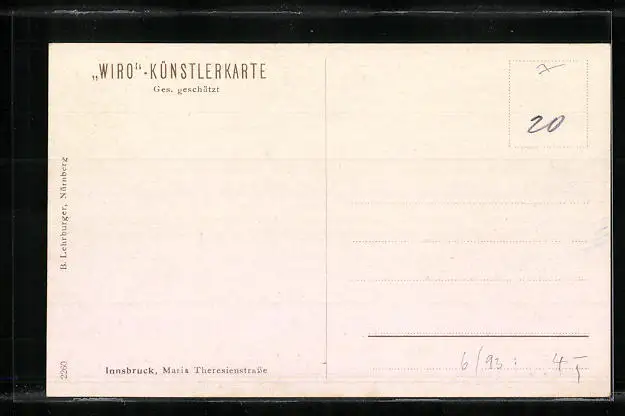 „WIRO"-KÜNSTLERKARTE
Ges. geschützt
20
B. Lehrburger, Nürnberg
2260
Innsbruck, Maria Theresienstraße
6/93: